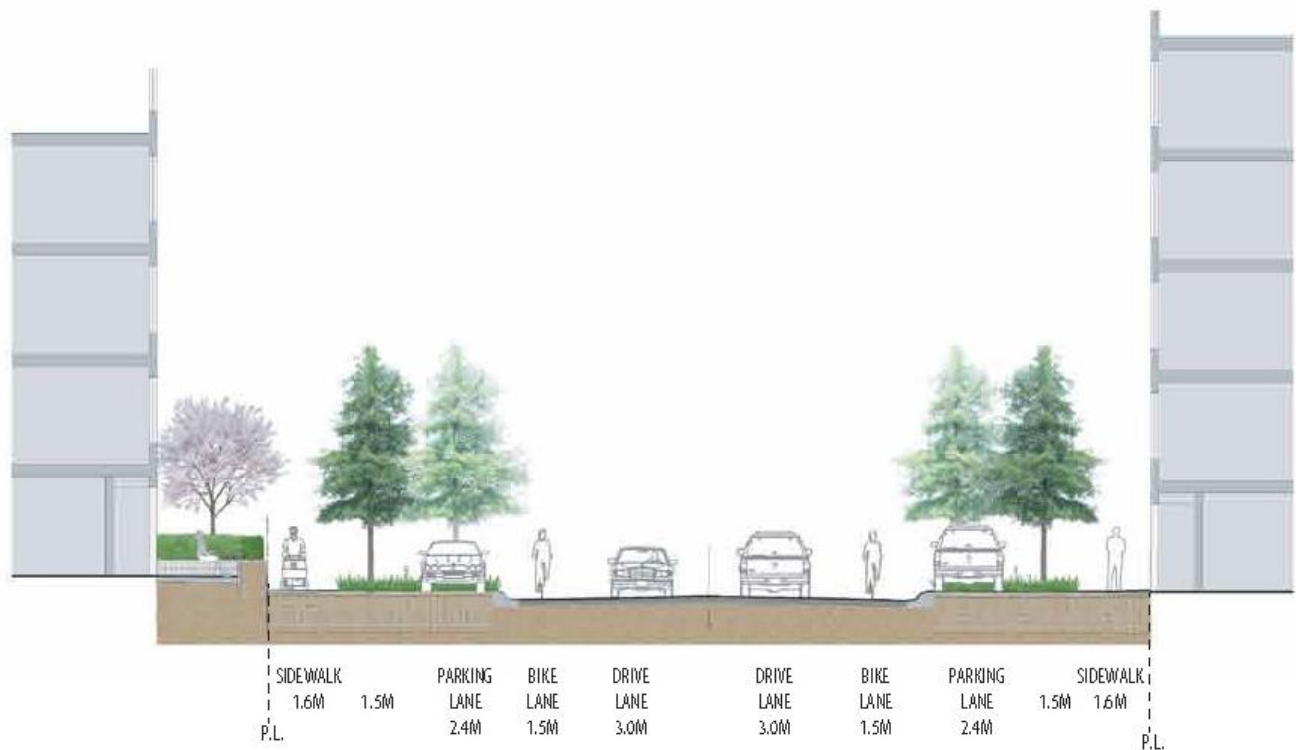 SIDEWALK PARKING BIKE DRIVE DRIVE BIKE PARKING SIDEWALK
1.6M 1.5M LANE LANE LANE LANE LANE LANE 1.5M 1.6M
2.4M 1.5M 3.0M 3.0M 1.5M 2.4M
P.L. P.L.